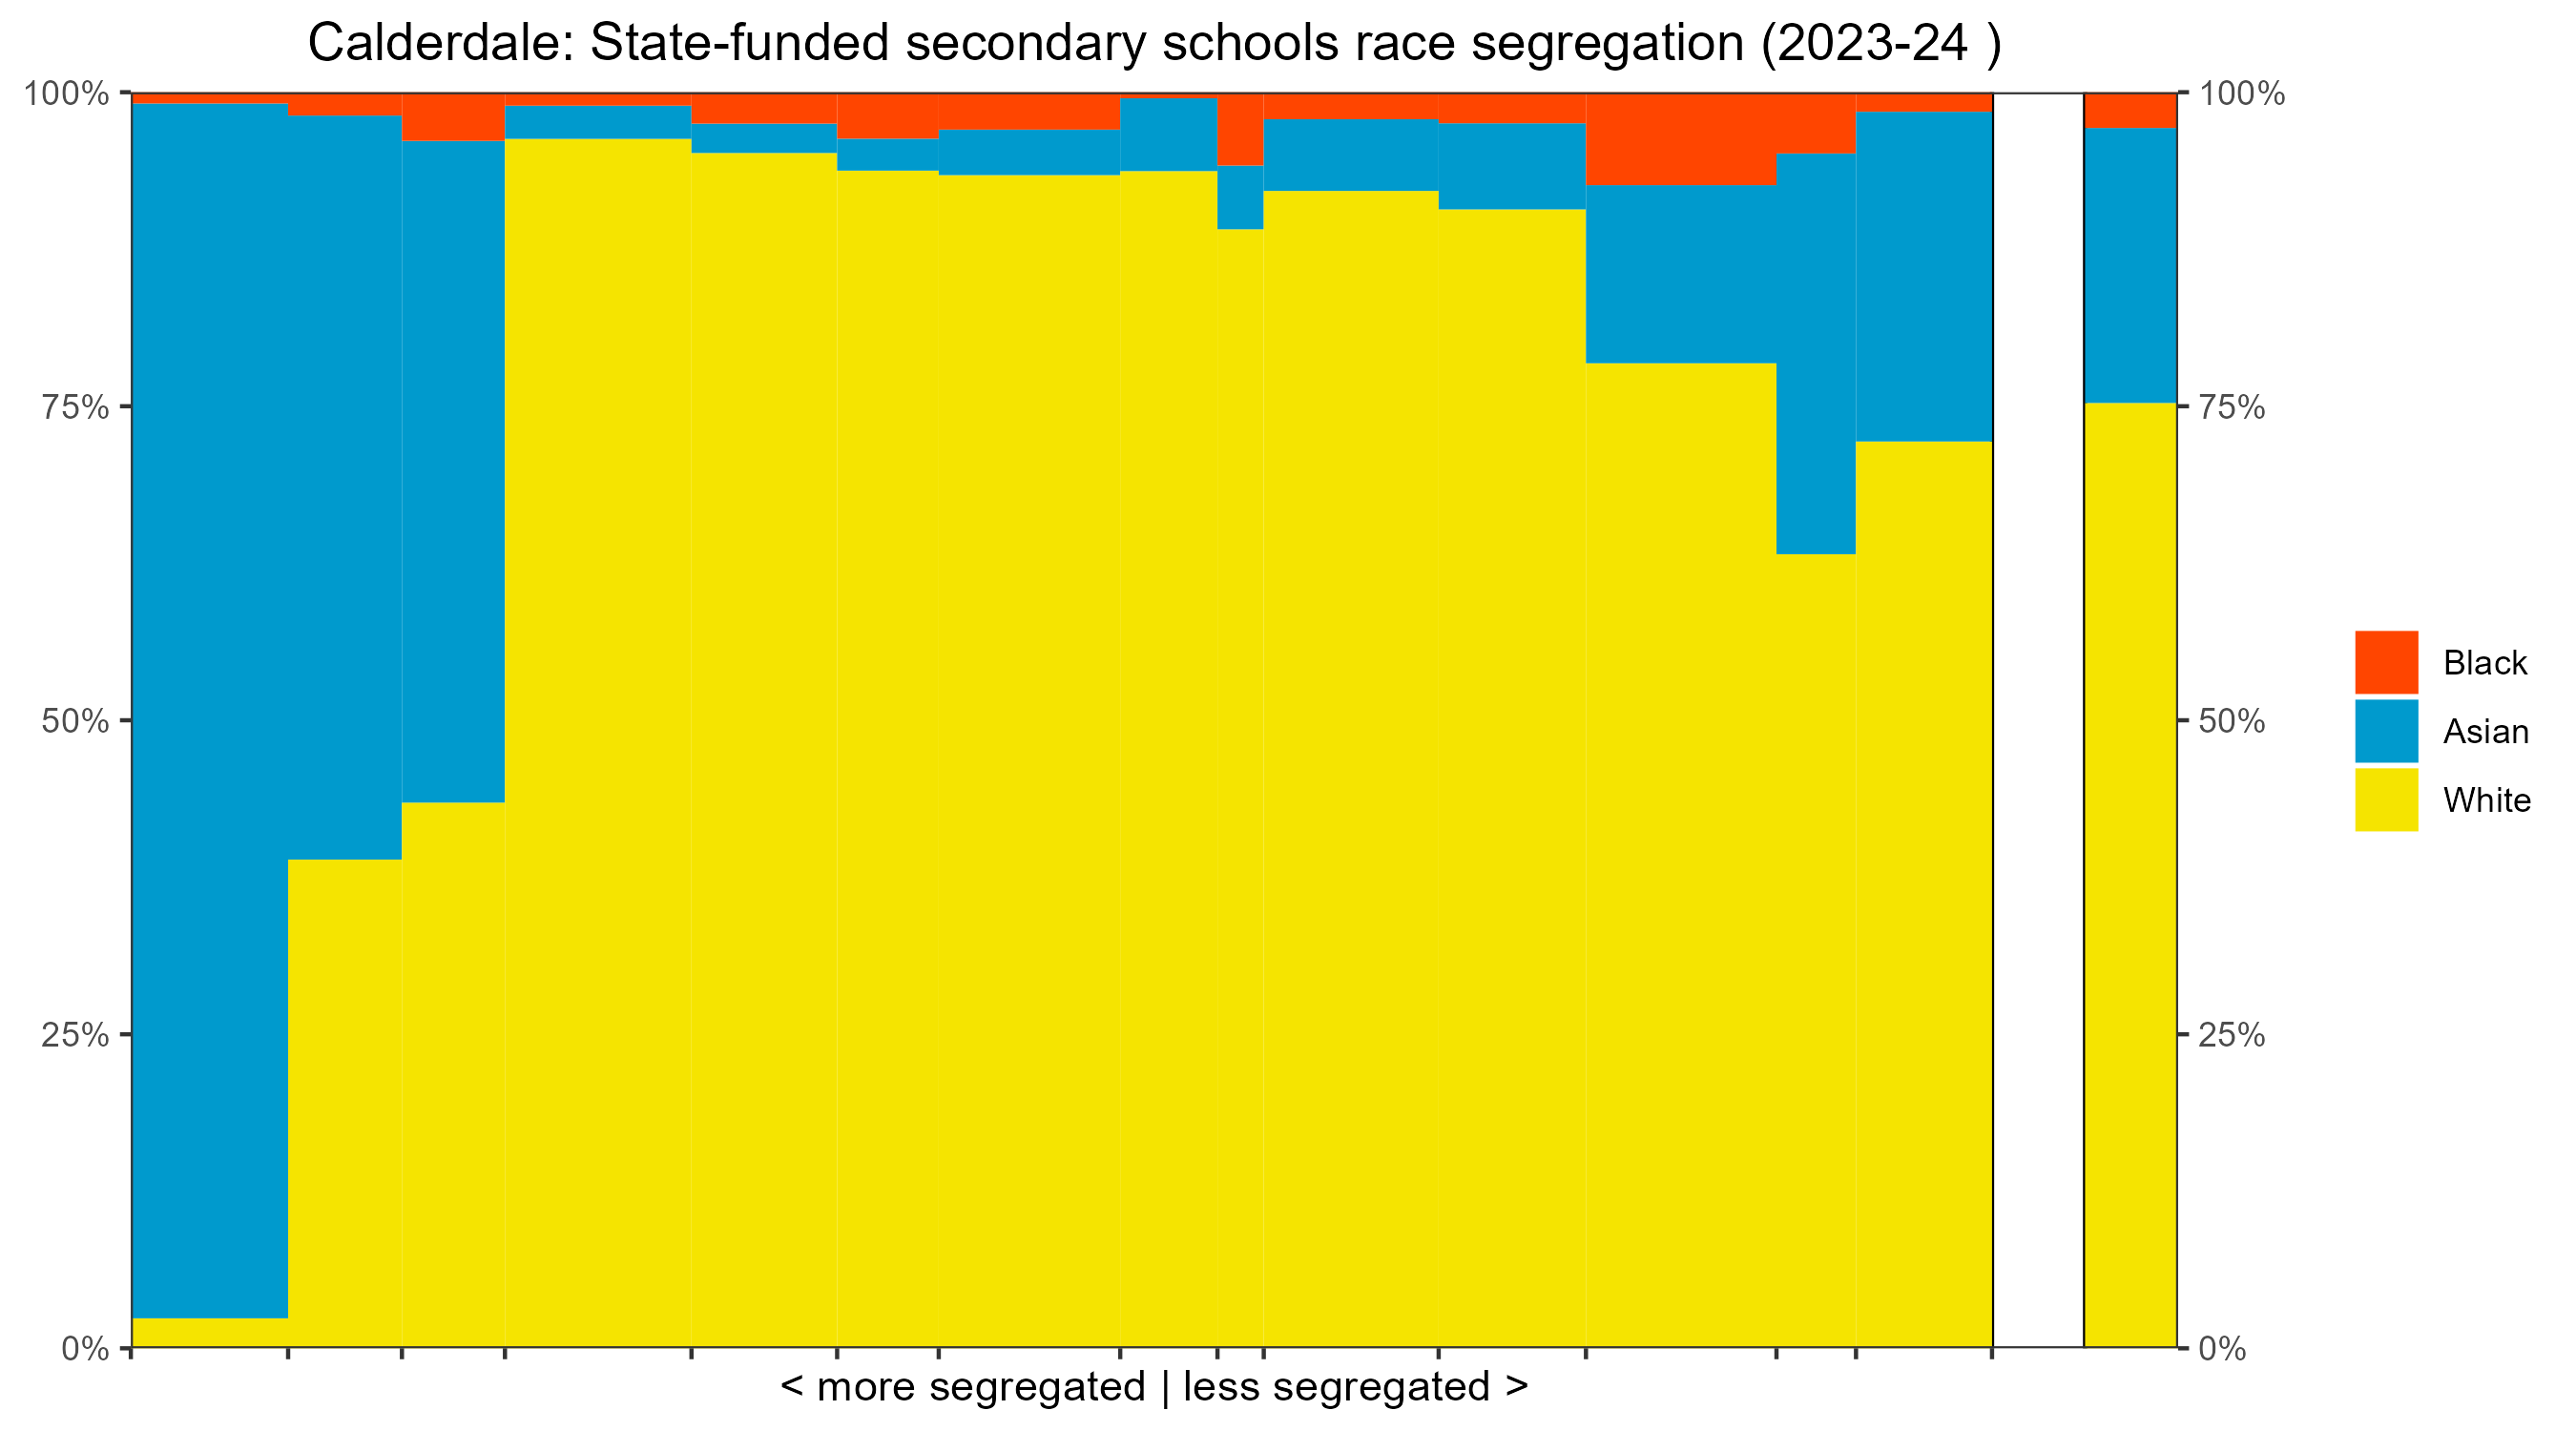 Calderdale: State-funded secondary schools race segregation (2023-24 )
100%
100%
75%
75%
50%
50%
25%
25%
0%
0%
Black
Asian
White
< more segregated | less segregated >